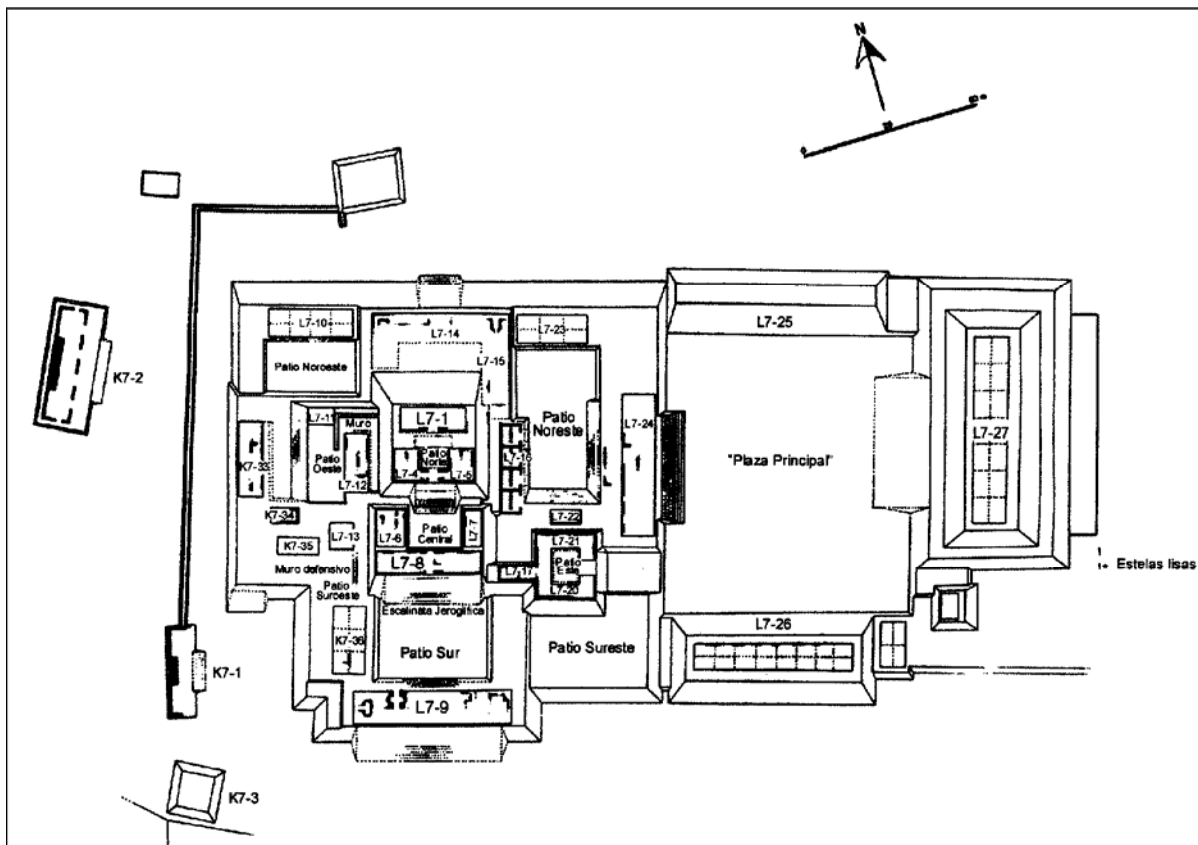 N
L7-10
L7-14
L7-23
L7-25
Patio Noroeste
L7-15
K7-2
L7-11
Muro
L7-1
Patio
Noreste
L7-24
L7-27
Patio
Oeste
Patio
Norte
"Plaza Principal"
K7-33
L7-12
L7-4
L7-5
L7-16
K7-34
L7-13
L7-6
Patio
Central
L7-7
L7-22
K7-35
L7-21
Muro defensivo
L7-8
L7-17
Patio
Este
Estelas lisas
Patio
Suroeste
L7-20
Escalinata Jeroglífica
L7-26
K7-36
Patio Sur
Patio Sureste
K7-1
L7-9
K7-3